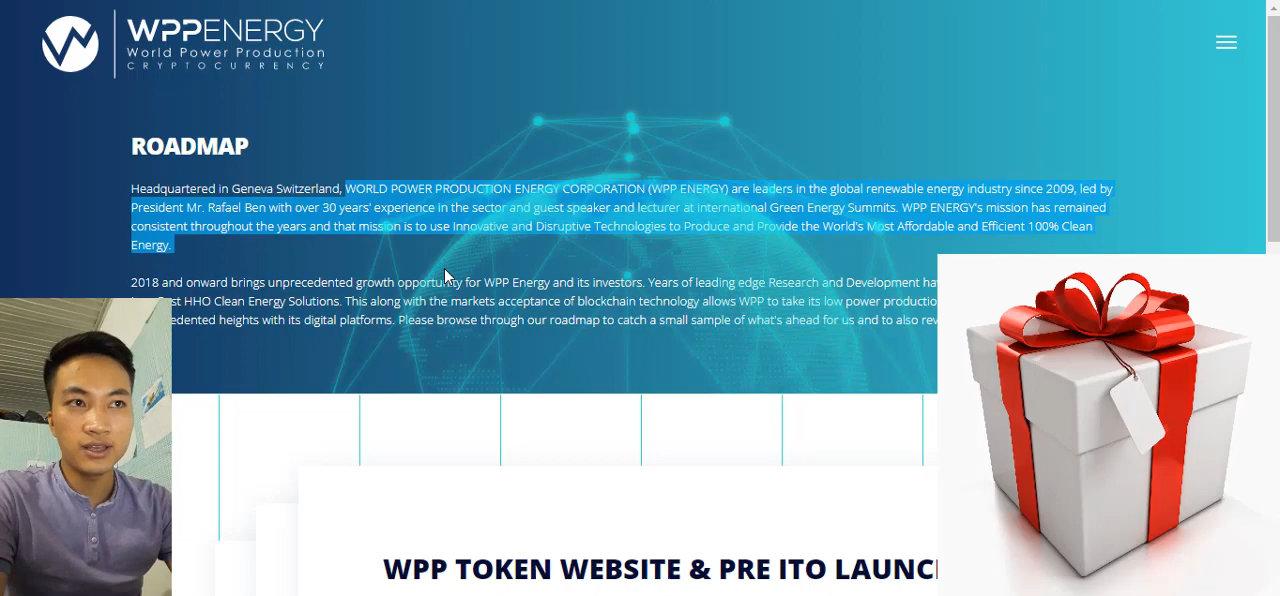 WPPENERGY
World Power Production
CRYPTOCURRENCY
ROADMAP
Headquartered in Geneva Switzerland, WORLD POWER PRODUCTION ENERGY CORPORATION (WPP ENERGY) are leaders in the global renewable energy industry since 2009, led by
President Mr. Rafael Ben with over 30 years' experience in the sector and guest speaker and lecturer at international Green Energy Summits. WPP ENERGY's mission has remained
consistent throughout the years and that mission is to use Innovative and Disruptive Technologies to Produce and Provide the World's Most Affordable and Efficient 100% Clean
Energy.
2018 and onward brings unprecedented growth opportunity for WPP Energy and its investors. Years of leading edge Research and Development
HHO Clean Energy Solutions. This along with the markets acceptance of blockchain technology allows WPP to take its low power
heights with its digital platforms. Please browse through our roadmap to catch a small sample of what's ahead for us and to also
WPP TOKEN WEBSITE & PRE ITO